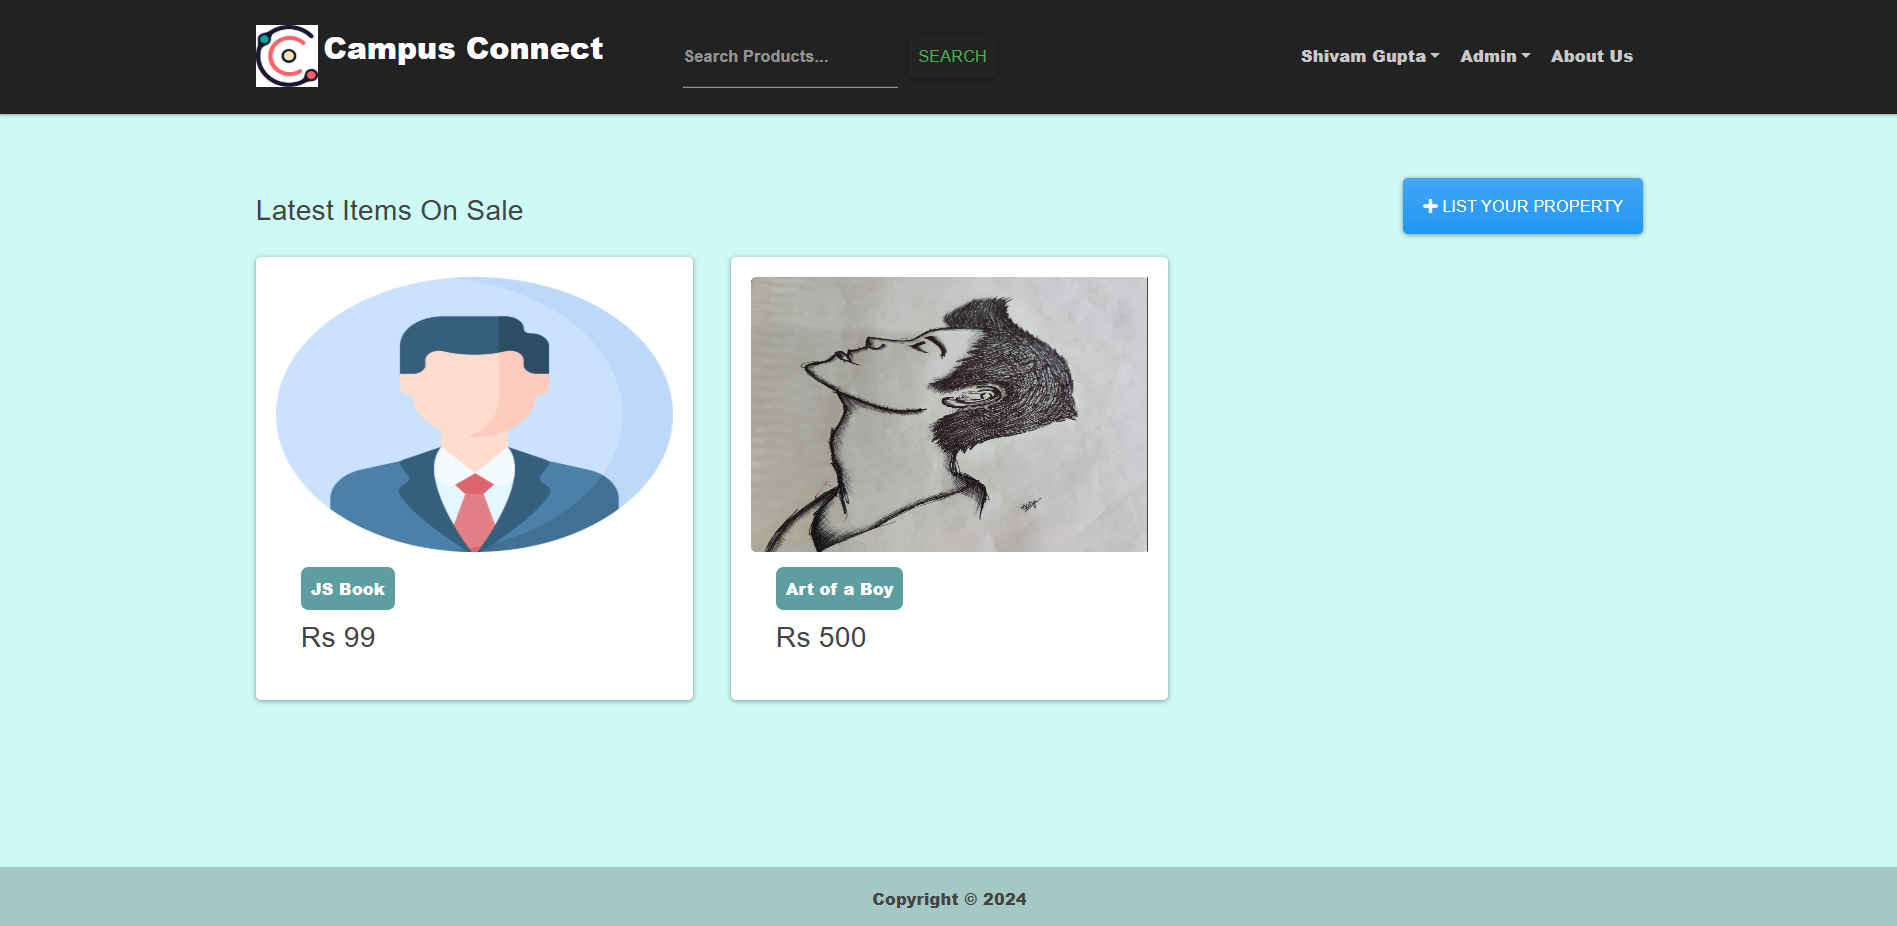 Campus Connect
Search Products...
SEARCH
Shivam Gupta
Admin
About Us
Latest Items On Sale
LIST YOUR PROPERTY
JS Book
Rs 99
Art of a Boy
Rs 500
Copyright © 2024